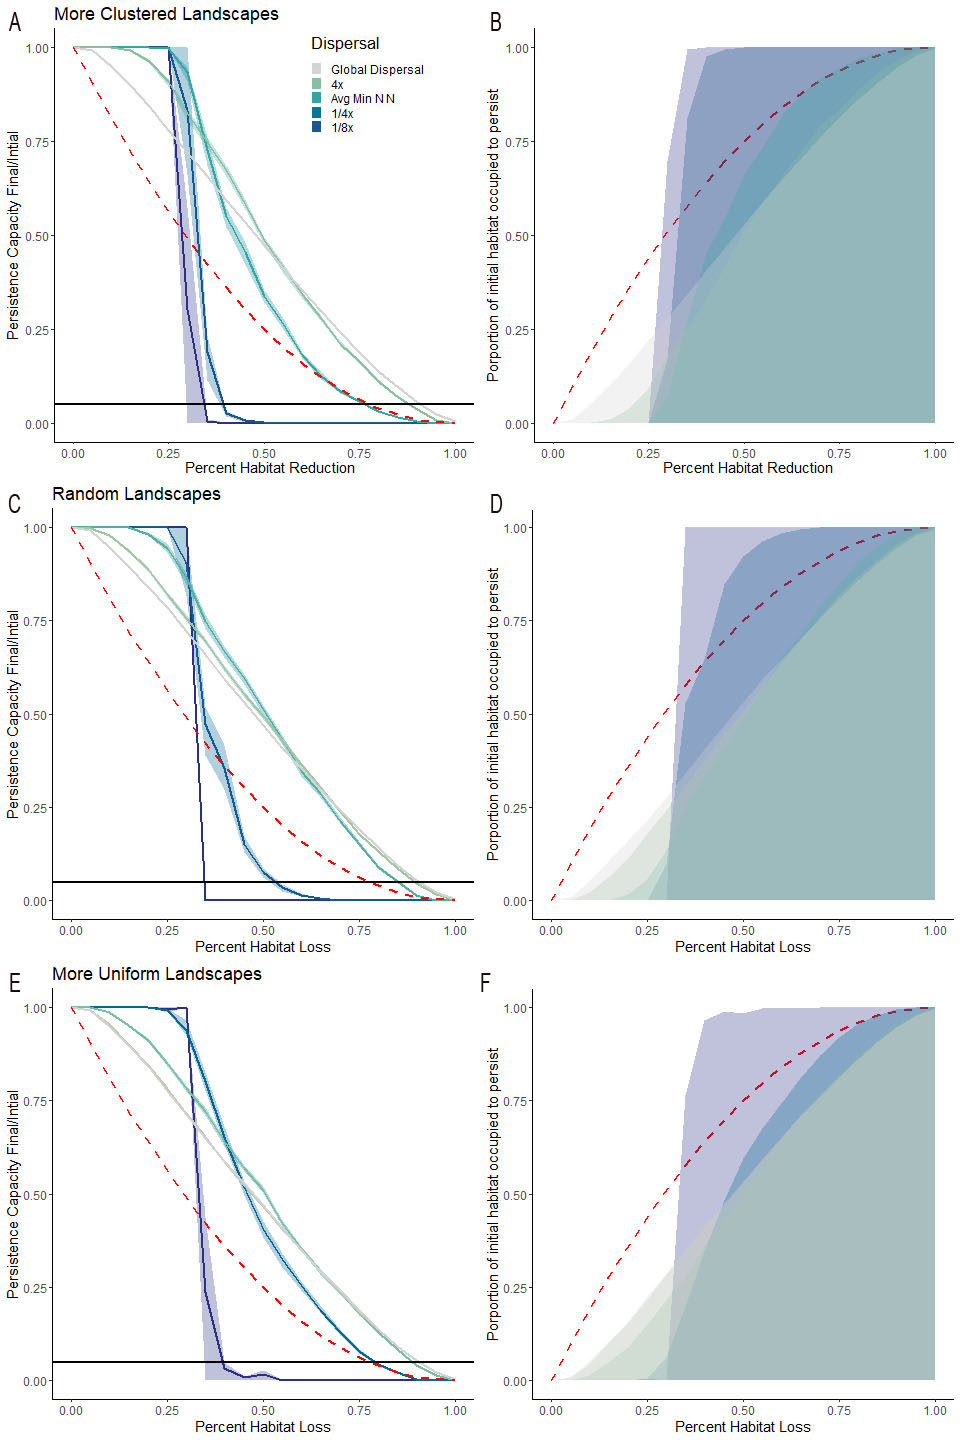 A
More Clustered Landscapes
B
Persistence Capacity Final/Intial
1.00
0.75
0.50
0.25
0.00
Dispersal
Global Dispersal
4x
Avg Min N N
1/4x
1/8x
0.00 0.25 0.50 0.75 1.00
Percent Habitat Reduction
Porportion of initial habitat occupied to persist
1.00
0.75
0.50
0.25
0.00
0.00 0.25 0.50 0.75 1.00
Percent Habitat Reduction
C
Random Landscapes
D
Persistence Capacity Final/Intial
1.00
0.75
0.50
0.25
0.00
0.00 0.25 0.50 0.75 1.00
Percent Habitat Loss
Porportion of initial habitat occupied to persist
1.00
0.75
0.50
0.25
0.00
0.00 0.25 0.50 0.75 1.00
Percent Habitat Loss
E
More Uniform Landscapes
F
Persistence Capacity Final/Intial
1.00
0.75
0.50
0.25
0.00
0.00 0.25 0.50 0.75 1.00
Percent Habitat Loss
Porportion of initial habitat occupied to persist
1.00
0.75
0.50
0.25
0.00
0.00 0.25 0.50 0.75 1.00
Percent Habitat Loss